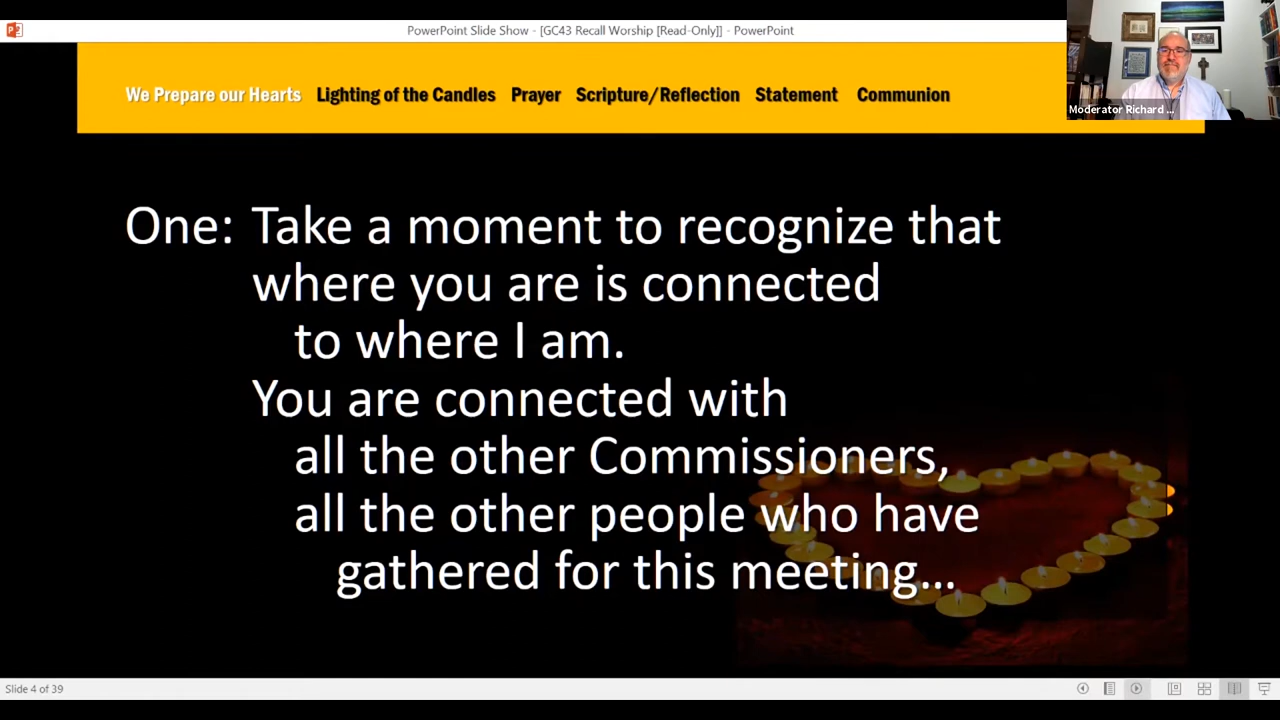 PowerPoint Slide Show - [GC43 Recall Worship [Read-Only]] - PowerPoint
Moderator Richard ...
We Prepare our Hearts Lighting of the Candles Prayer Scripture/Reflection Statement Communion
One: Take a moment to recognize that
where you are is connected
to where I am.
You are connected with
all the other Commissioners,
all the other people who have
gathered for this meeting…
Slide 4 of 39